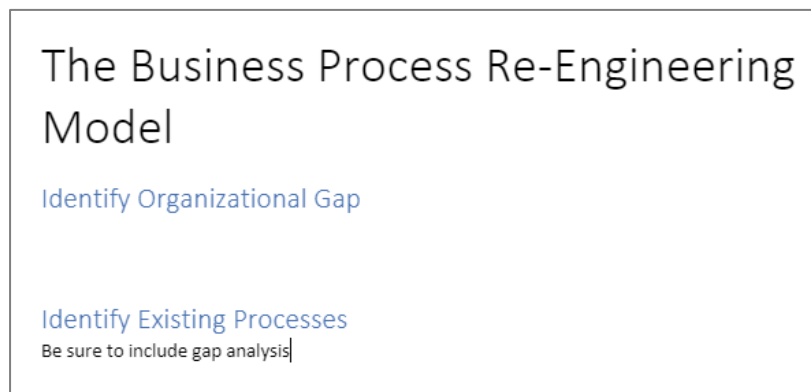 The Business Process Re-Engineering
Model
Identify Organizational Gap
Identify Existing Processes
Be sure to include gap analysis